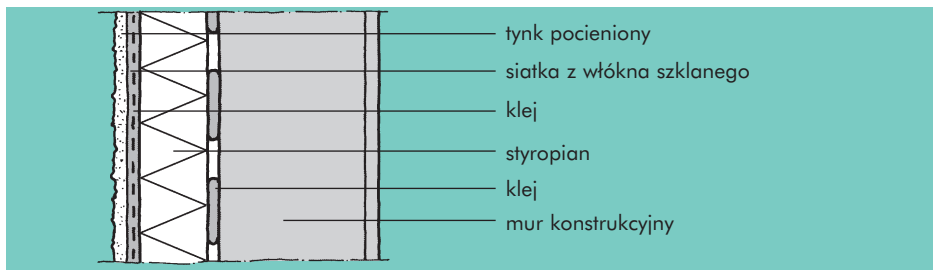 tynk pocieniony
siatka z włókna szklanego
klej
styropian
klej
mur konstrukcyjny